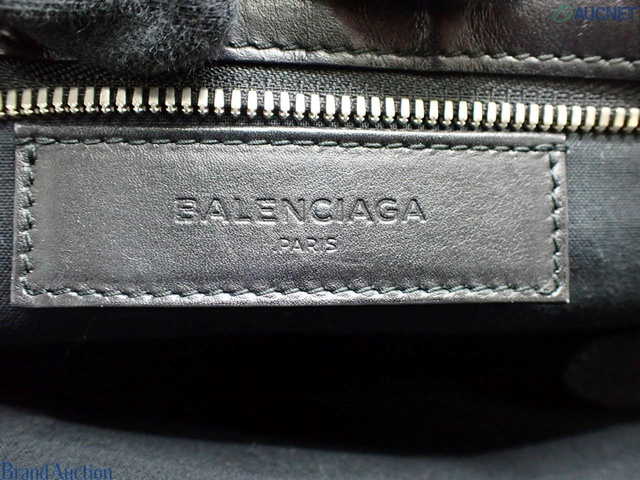 AUCNET
BALENCIAGA
PARIS
Brand Auction